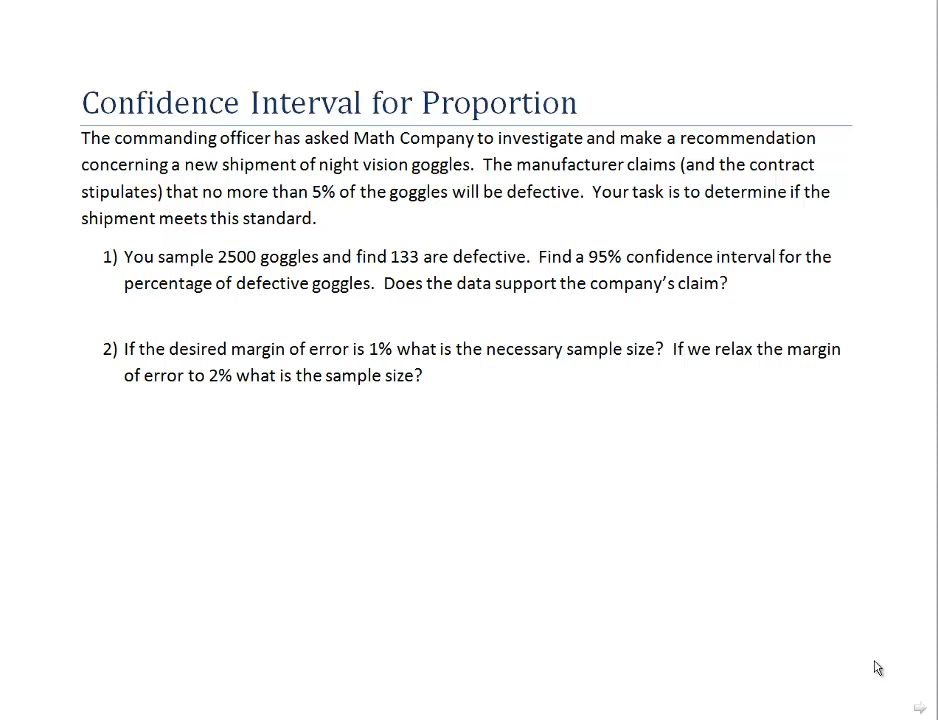 Confidence Interval for Proportion
The commanding officer has asked Math Company to investigate and make a recommendation
concerning a new shipment of night vision goggles.  The manufacturer claims (and the contract
stipulates) that no more than 5% of the goggles will be defective.  Your task is to determine if the
shipment meets this standard.
1) You sample 2500 goggles and find 133 are defective.  Find a 95% confidence interval for the
percentage of defective goggles.  Does the data support the company's claim?
2) If the desired margin of error is 1% what is the necessary sample size?  If we relax the margin
of error to 2% what is the sample size?